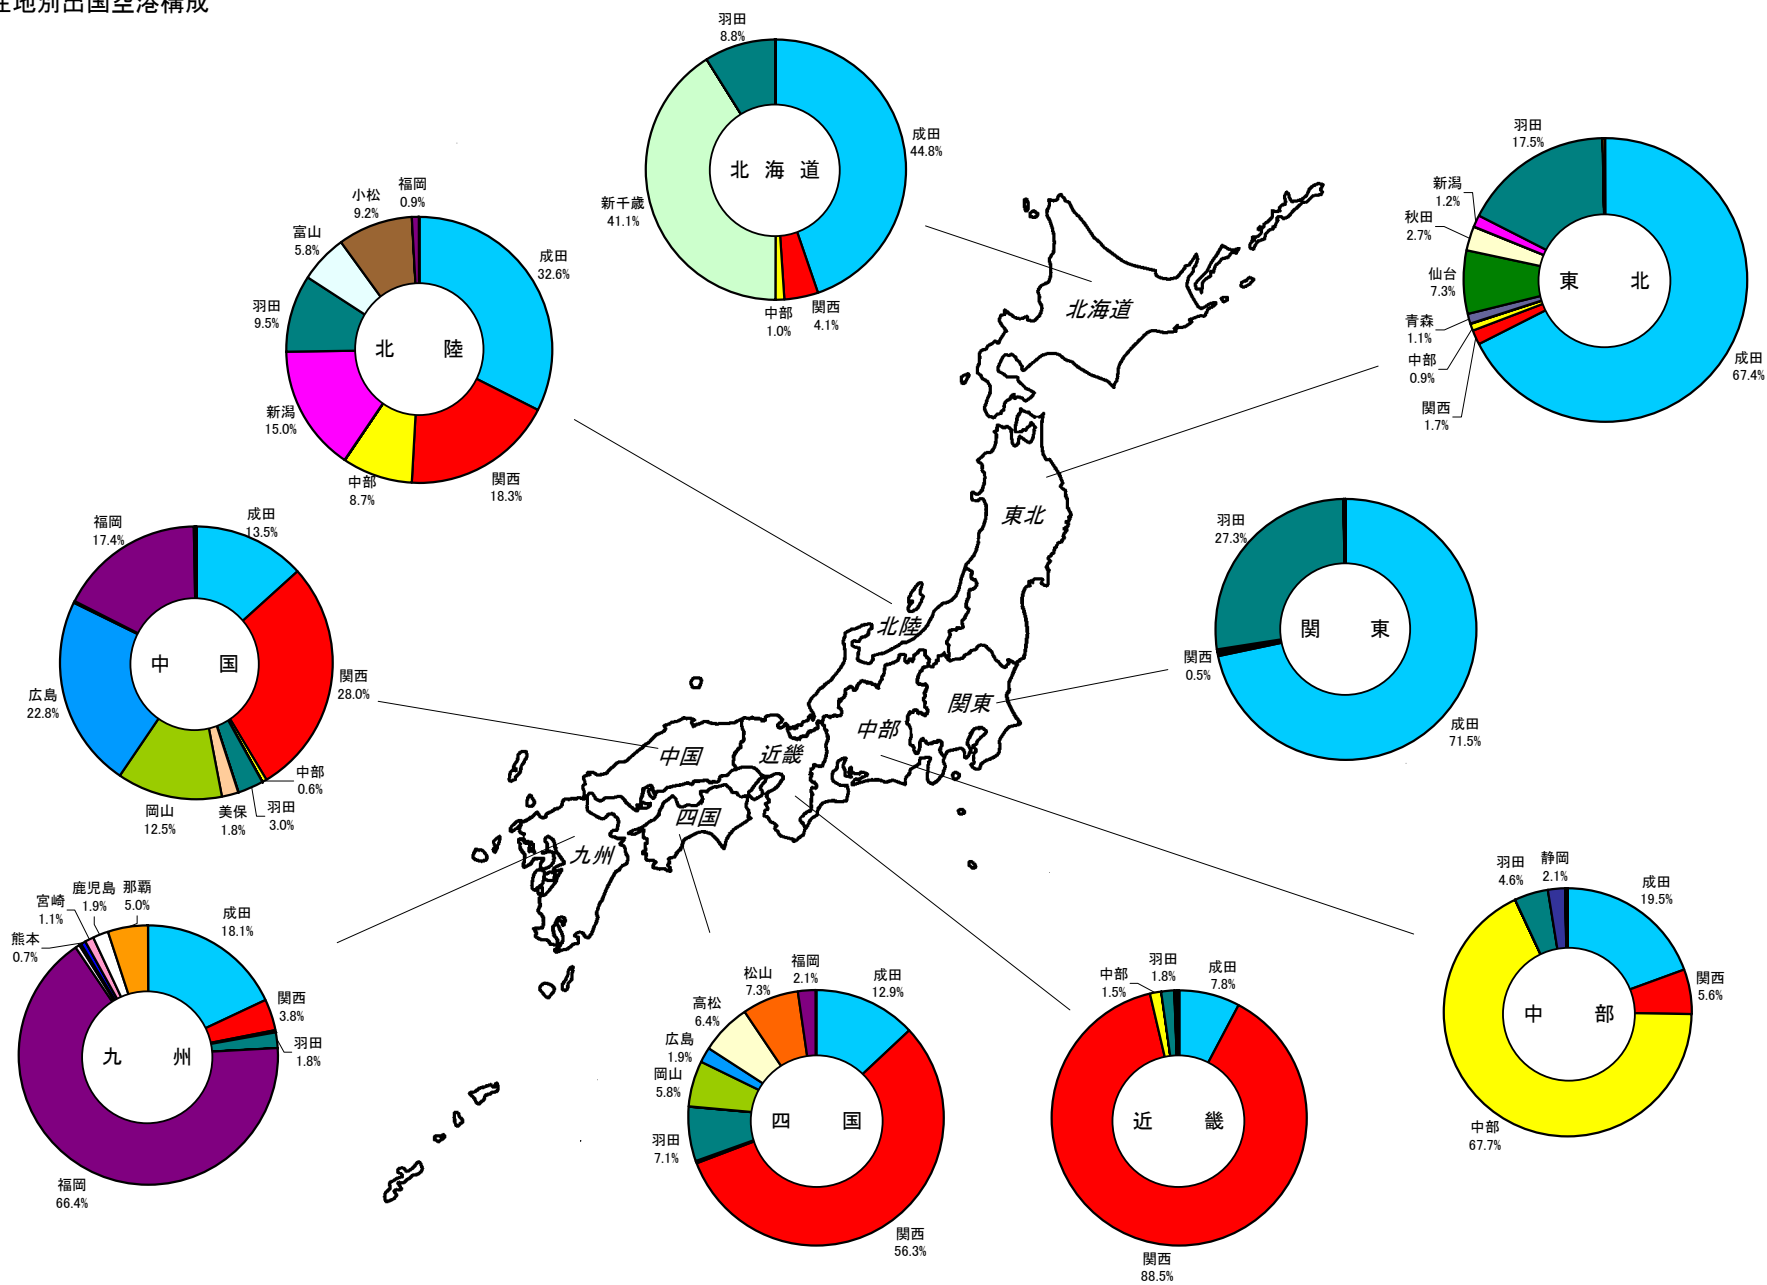 地別出国空港構成
羽田
8.8%
成田
44.8%
北 海 道
新千歳
41.1%
中部
1.0%
関西
4.1%
羽田
17.5%
新潟
1.2%
秋田
2.7%
仙台
7.3%
青森
1.1%
中部
0.9%
関西
1.7%
東 北
成田
67.4%
小松
9.2%
福岡
0.9%
富山
5.8%
成田
32.6%
羽田
9.5%
北 陸
新潟
15.0%
中部
8.7%
関西
18.3%
北海道
東北
北陸
関東
中部
近畿
中国
四国
九州
羽田
27.3%
関 東
関西
0.5%
成田
71.5%
福岡
17.4%
成田
13.5%
中 国
関西
28.0%
広島
22.8%
中部
0.6%
羽田
3.0%
美保
1.8%
岡山
12.5%
那覇
5.0%
鹿児島
1.9%
宮崎
1.1%
熊本
0.7%
成田
18.1%
関西
3.8%
羽田
1.8%
九 州
福岡
66.4%
福岡
2.1%
松山
7.3%
高松
6.4%
広島
1.9%
岡山
5.8%
羽田
7.1%
成田
12.9%
四 国
関西
56.3%
中部
1.5%
羽田
1.8%
成田
7.8%
近 畿
関西
88.5%
羽田
4.6%
静岡
2.1%
成田
19.5%
関西
5.6%
中 部
中部
67.7%